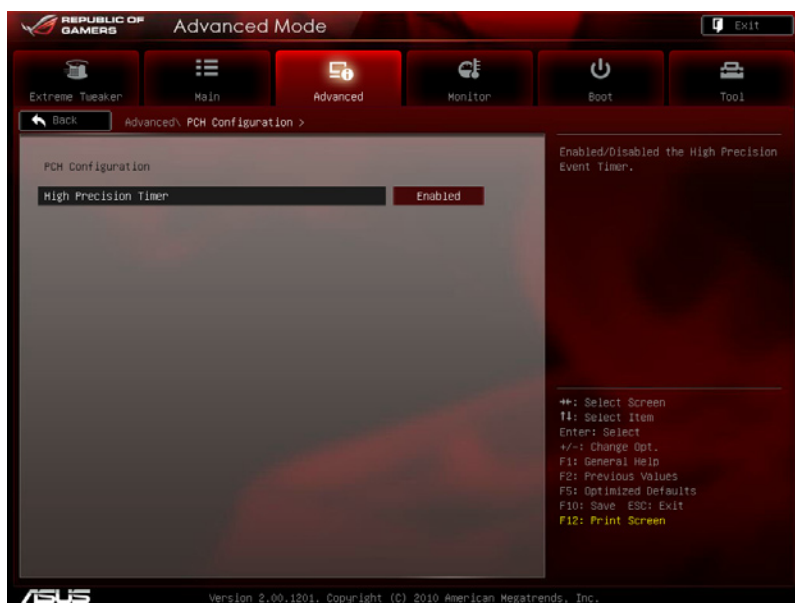 REPUBLIC OF
GAMERS
Advanced Mode
Exit
Extreme Tweaker
Main
Advanced
Monitor
Boot
Tool
Back
Advanced\ PCH Configuration >
PCH Configuration
High Precision Timer
Enabled
Enabled/Disabled the High Precision
Event Timer.
→←: Select Screen
↑↓: Select Item
Enter: Select
+/-: Change Opt.
F1: General Help
F2: Previous Values
F5: Optimized Defaults
F10: Save ESC: Exit
F12: Print Screen
ASUS
Version 2.00.1201. Copyright (C) 2010 American Megatrends, Inc.